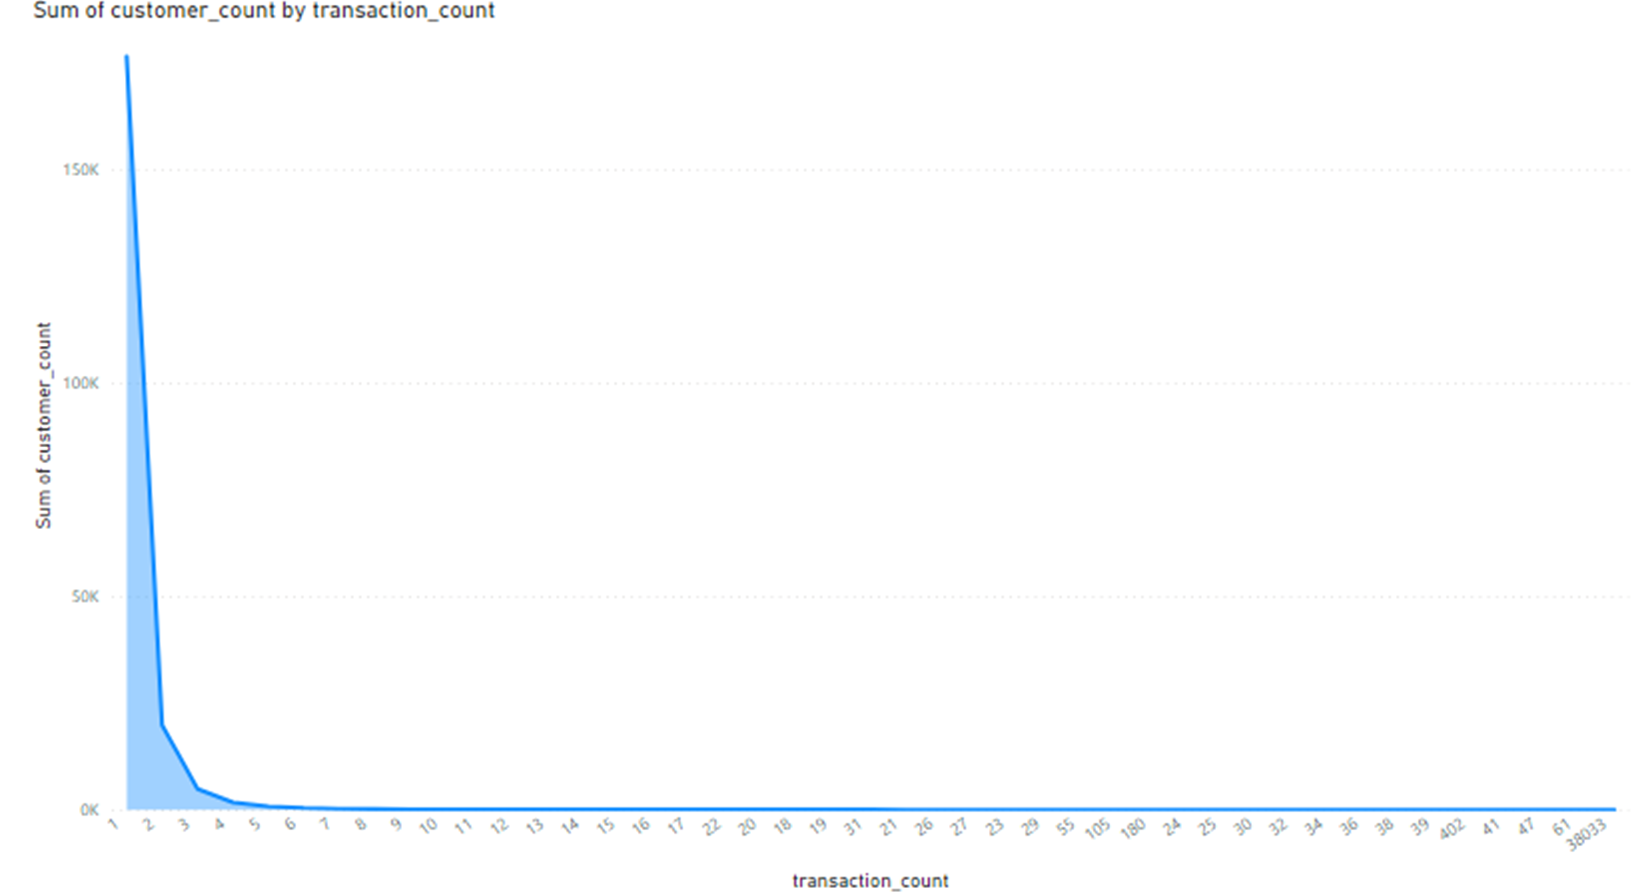 Sum of customer_count by transaction_count
Sum of customer_count
150K
100K
50K
0K
1 2 3 4 5 6 7 8 9 10 11 12 13 14 15 16 17 22 20 18 19 31 21 26 27 23 29 55 105 180 24 25 30 32 34 36 38 39 402 41 47 61 38033
transaction_count